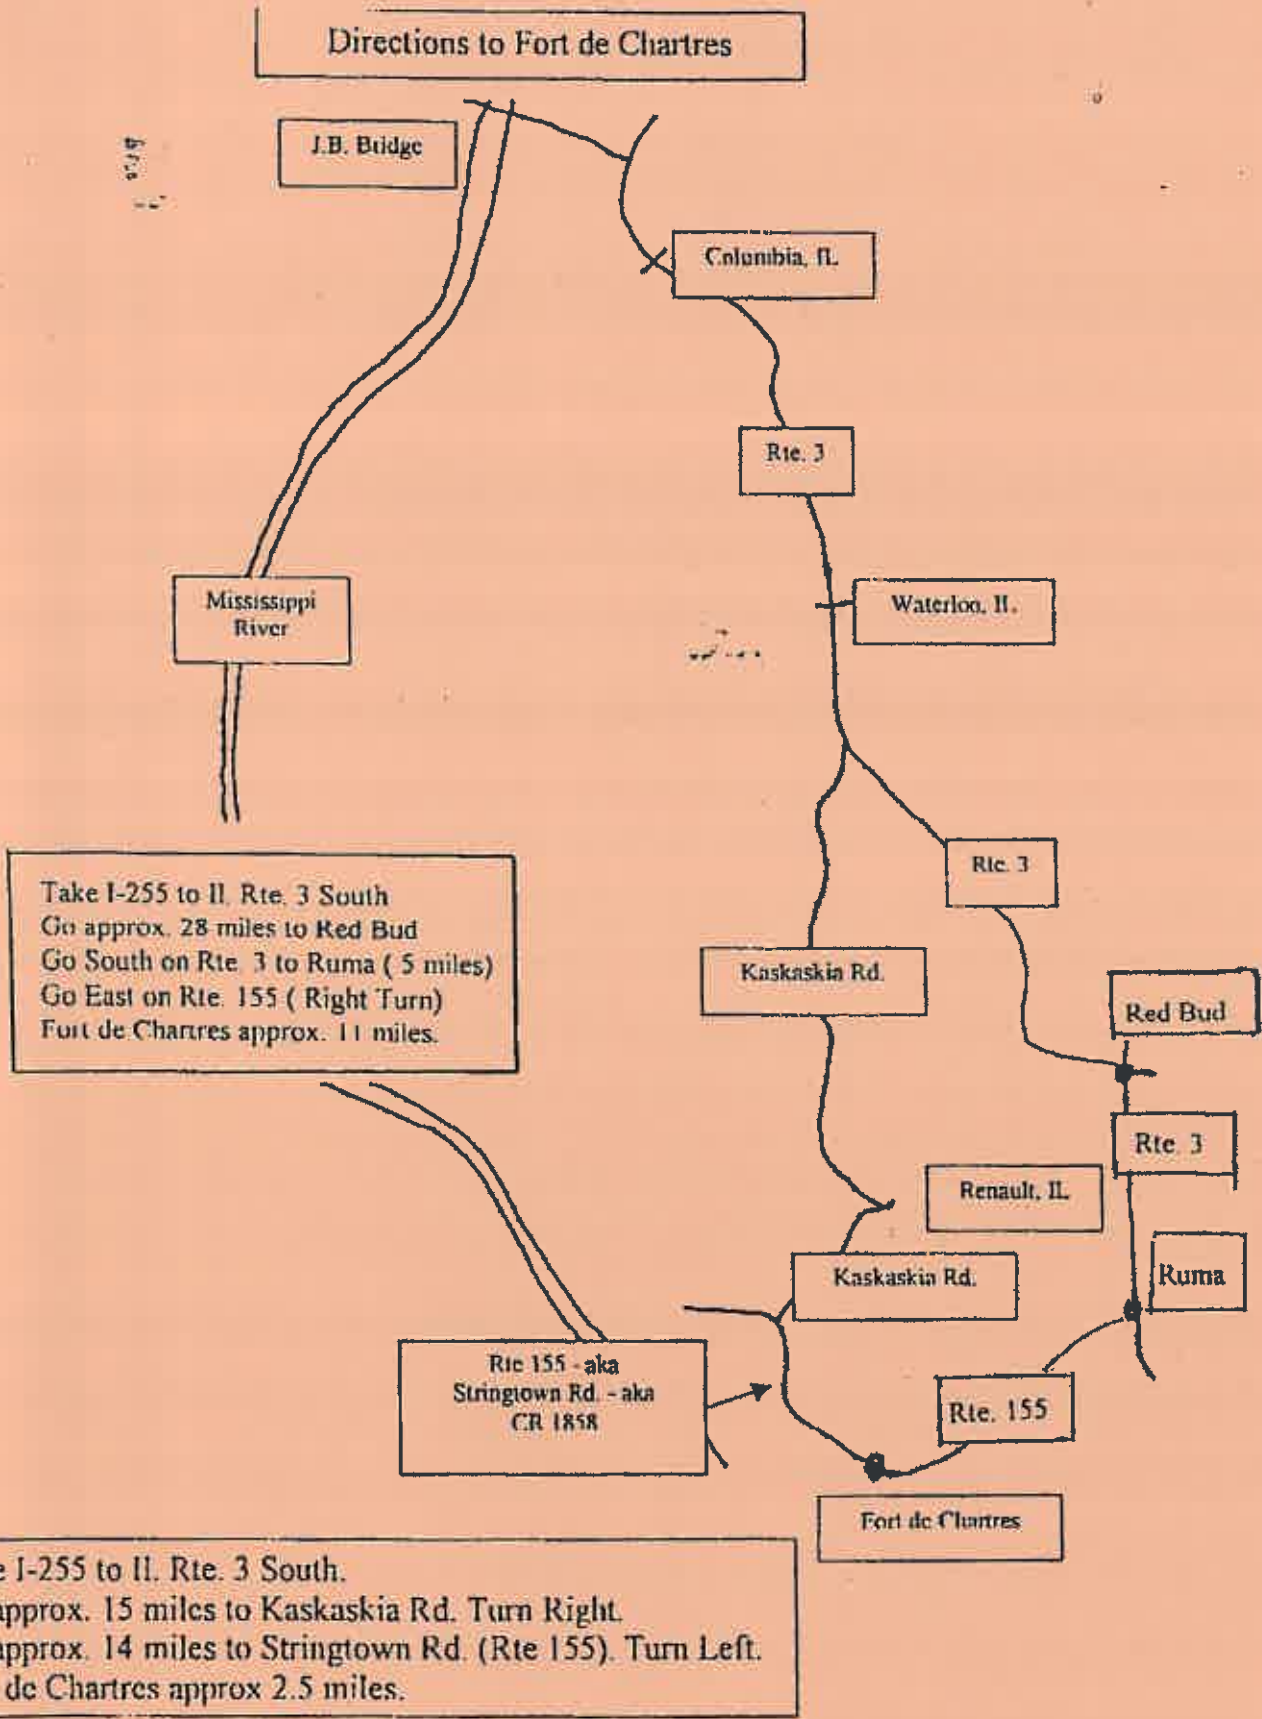 Directions to Fort de Chartres
J.B. Bridge
Columbia, IL
Rte. 3
Mississippi
River
Waterloo, IL.
Take I-255 to Il. Rte. 3 South
Go approx. 28 miles to Red Bud
Go South on Rte. 3 to Ruma ( 5 miles)
Go East on Rte. 155 ( Right Turn)
Fort de Chartres approx. 11 miles.
Rte. 3
Kaskaskia Rd.
Red Bud
Rte. 3
Renault, IL
Kaskaskia Rd.
Ruma
Rte 155 - aka
Stringtown Rd. - aka
CR 1858
Rte. 155
Fort de Chartres
I-255 to Il. Rte. 3 South.
approx. 15 miles to Kaskaskia Rd. Turn Right.
approx. 14 miles to Stringtown Rd. (Rte 155). Turn Left.
de Chartres approx 2.5 miles.